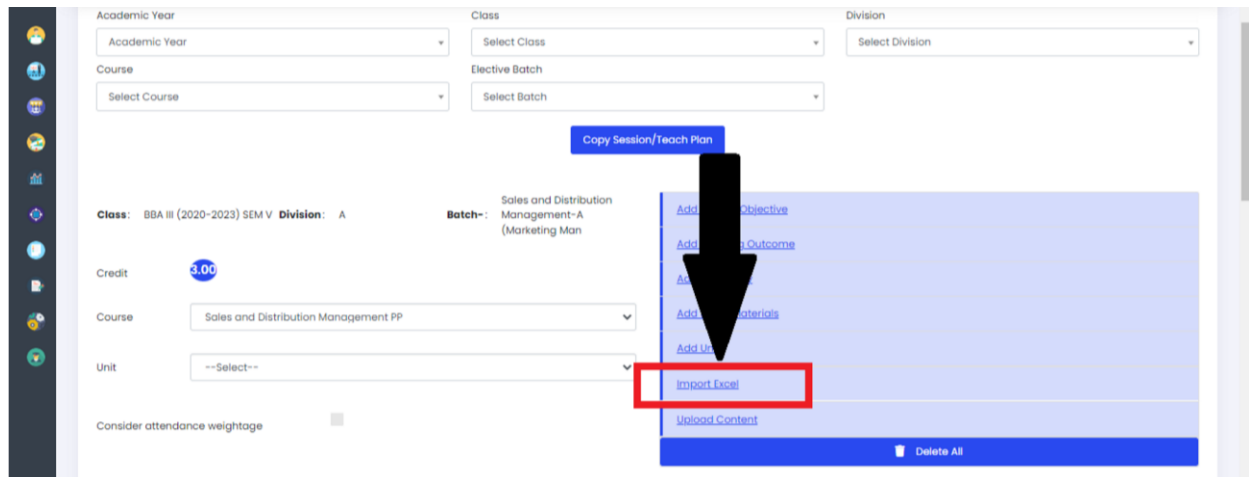 Academic Year Class Division
Academic Year Select Class Select Division
Course Elective Batch
Select Course Select Batch
Copy Session/Teach Plan
Class: BBA III (2020-2023) SEM V Division: A Batch-: Sales and Distribution
Management-A
(Marketing Man
Credit 3.00
Course Sales and Distribution Management PP
Unit --Select--
Consider attendance weightage
Add Objective
Add Outcome
Add
Import Excel
Upload Content
Delete All